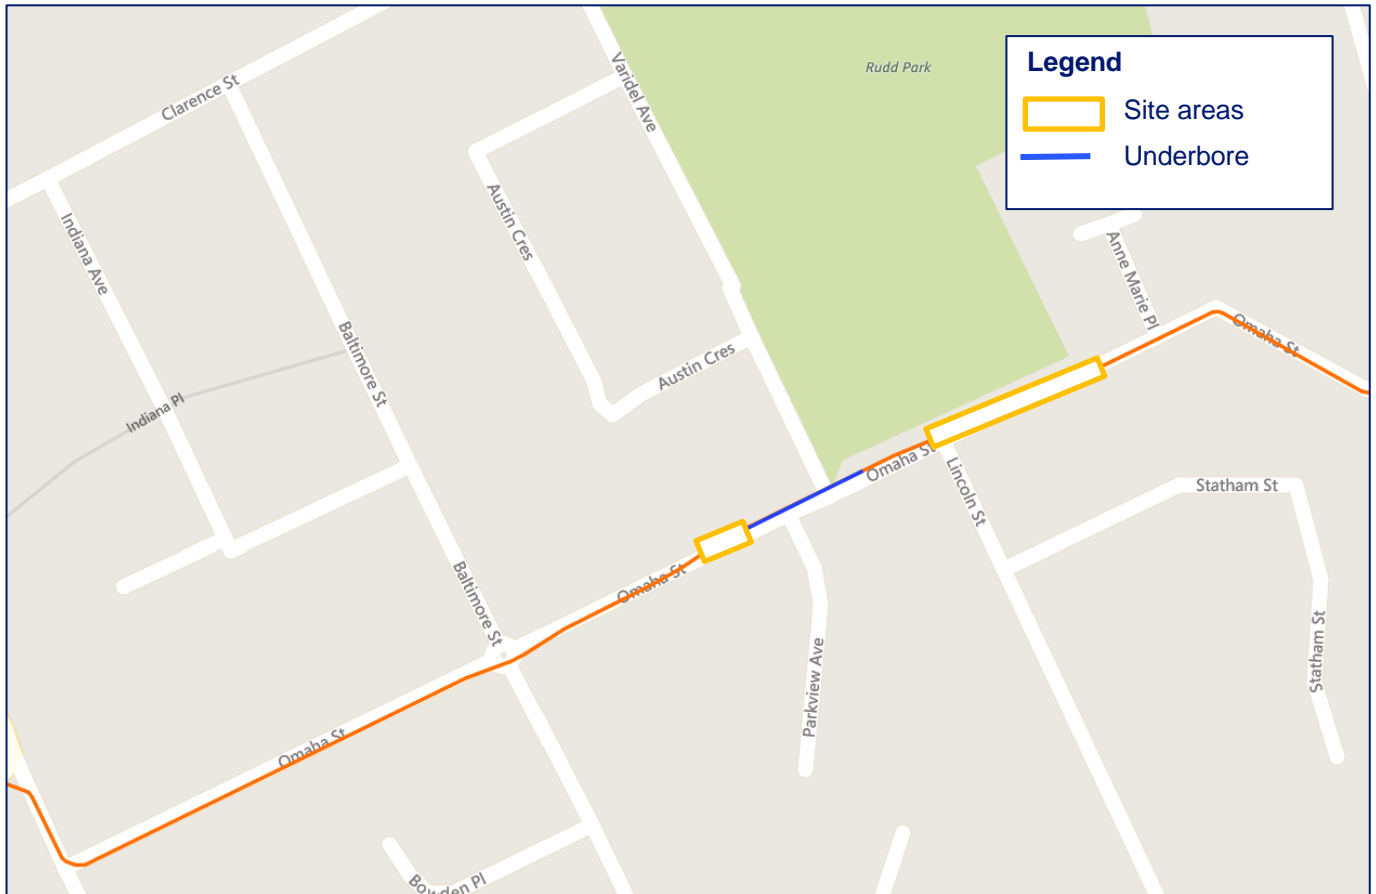 Legend
Site areas
Underbore
Rudd Park
Clarence St
Varidel Ave
Indiana Ave
Austin Cres
Anne Marie Pl
Baltimore St
Omaha St
Austin Cres
Indiana Pl
Omaha St
Lincoln St
Statham St
Baltimore St
Omaha St
Parkview Ave
Statham St
Omaha St
Bowden Pl